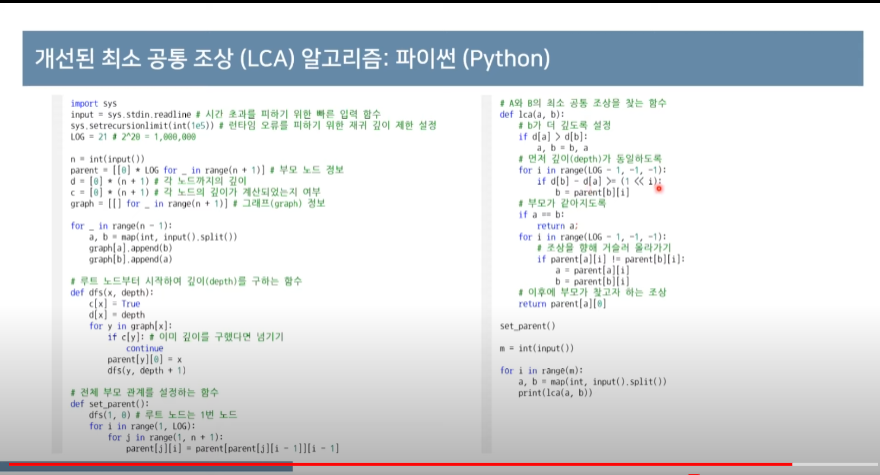 개선된 최소 공통 조상 (LCA) 알고리즘: 파이썬 (Python)
import sys
input = sys.stdin.readline # 시간 초과를 피하기 위한 빠른 입력 함수
sys.setrecursionlimit(int(1e5)) # 런타임 오류를 피하기 위한 재귀 깊이 제한 설정
LOG = 21 # 2^20 = 1,000,000
n = int(input())
parent = [[0] * LOG for _ in range(n + 1)] # 부모 노드 정보
d = [0] * (n + 1) # 각 노드까지의 깊이
c = [0] * (n + 1) # 각 노드의 깊이가 계산되었는지 여부
graph = [[] for _ in range(n + 1)] # 그래프(graph) 정보
for _ in range(n - 1):
    a, b = map(int, input().split())
    graph[a].append(b)
    graph[b].append(a)
# 루트 노드부터 시작하여 깊이(depth)를 구하는 함수
def dfs(x, depth):
    c[x] = True
    d[x] = depth
    for y in graph[x]:
        if c[y]: # 이미 깊이를 구했다면 넘기기
            continue
        parent[y][0] = x
        dfs(y, depth + 1)
# 전체 부모 관계를 설정하는 함수
def set_parent():
    dfs(1, 0) # 루트 노드는 1번 노드
    for i in range(1, LOG):
        for j in range(1, n + 1):
            parent[j][i] = parent[parent[j][i - 1]][i - 1]
# A와 B의 최소 공통 조상을 찾는 함수
def lca(a, b):
    # b가 더 깊도록 설정
    if d[a] > d[b]:
        a, b = b, a
    # 먼저 깊이(depth)가 동일하도록
    for i in range(LOG - 1, -1, -1):
        if d[b] - d[a] >= (1 << i):
            b = parent[b][i]
    # 부모가 같아지도록
    if a == b:
        return a;
    for i in range(LOG - 1, -1, -1):
        # 조상을 향해 거슬러 올라가기
        if parent[a][i] != parent[b][i]:
            a = parent[a][i]
            b = parent[b][i]
    # 이후에 부모가 찾고자 하는 조상
    return parent[a][0]
set_parent()
m = int(input())
for i in range(m):
    a, b = map(int, input().split())
    print(lca(a, b))